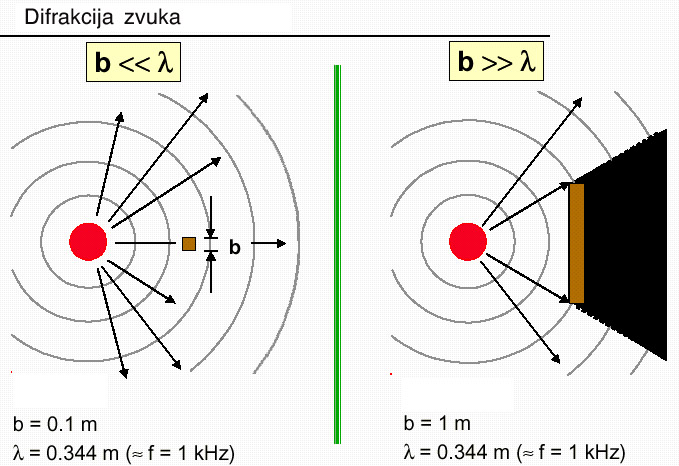 Difrakcija zvuka
b << λ
b >> λ
b
b = 0.1 m
λ = 0.344 m (≈ f = 1 kHz)
b = 1 m
λ = 0.344 m (≈ f = 1 kHz)